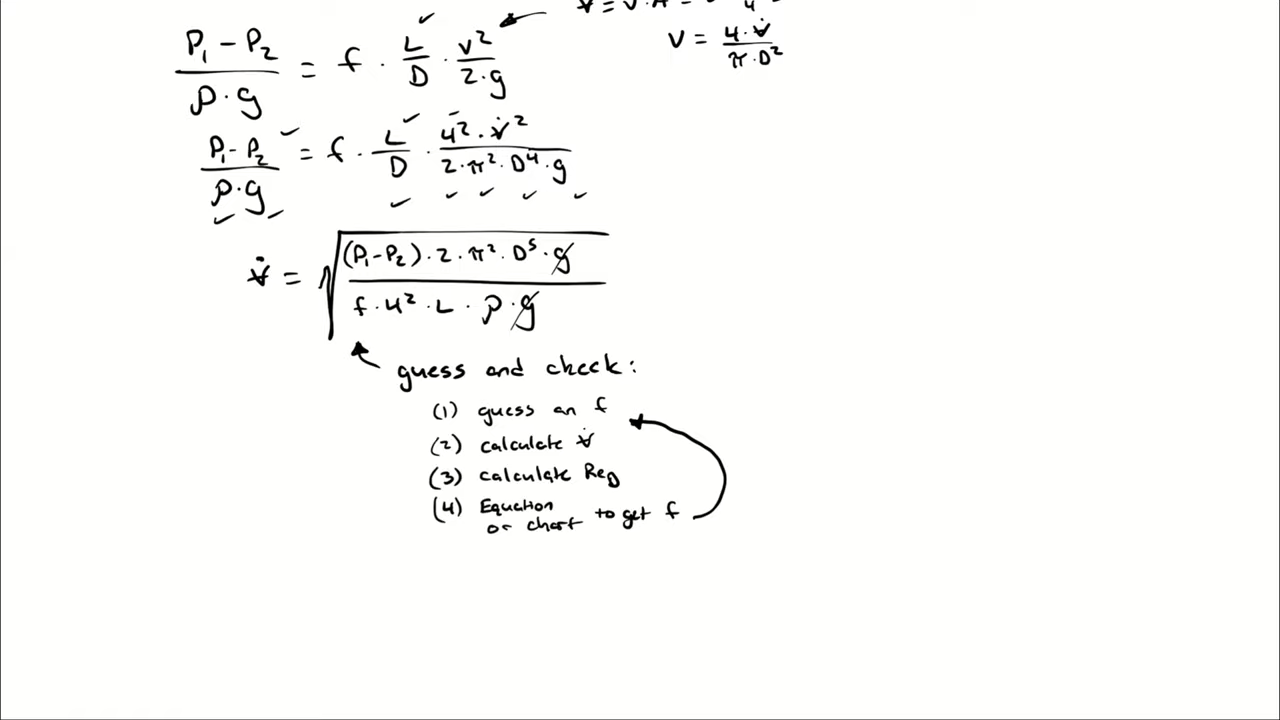 V̇ = V · A =
V = 4 · V̇ / π · D²
P₁ - P₂ / ρ · g = f · L / D · V² / 2 · g
P₁ - P₂ / ρ · g = f · L / D · 4² · V̇² / 2 · π² · D⁴ · g
V̇ = √ (P₁ - P₂) · 2 · π² · D⁵ · g / f · 4² · L · ρ · g
guess and check:
(1) guess an f
(2) calculate V̇
(3) calculate Re_D
(4) Equation
or chart to get f